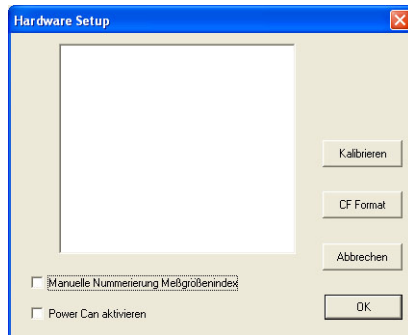 Hardware Setup
Kalibrieren
CF Format
Abbrechen
Manuelle Nummerierung Meßgrößenindex
Power Can aktivieren
OK